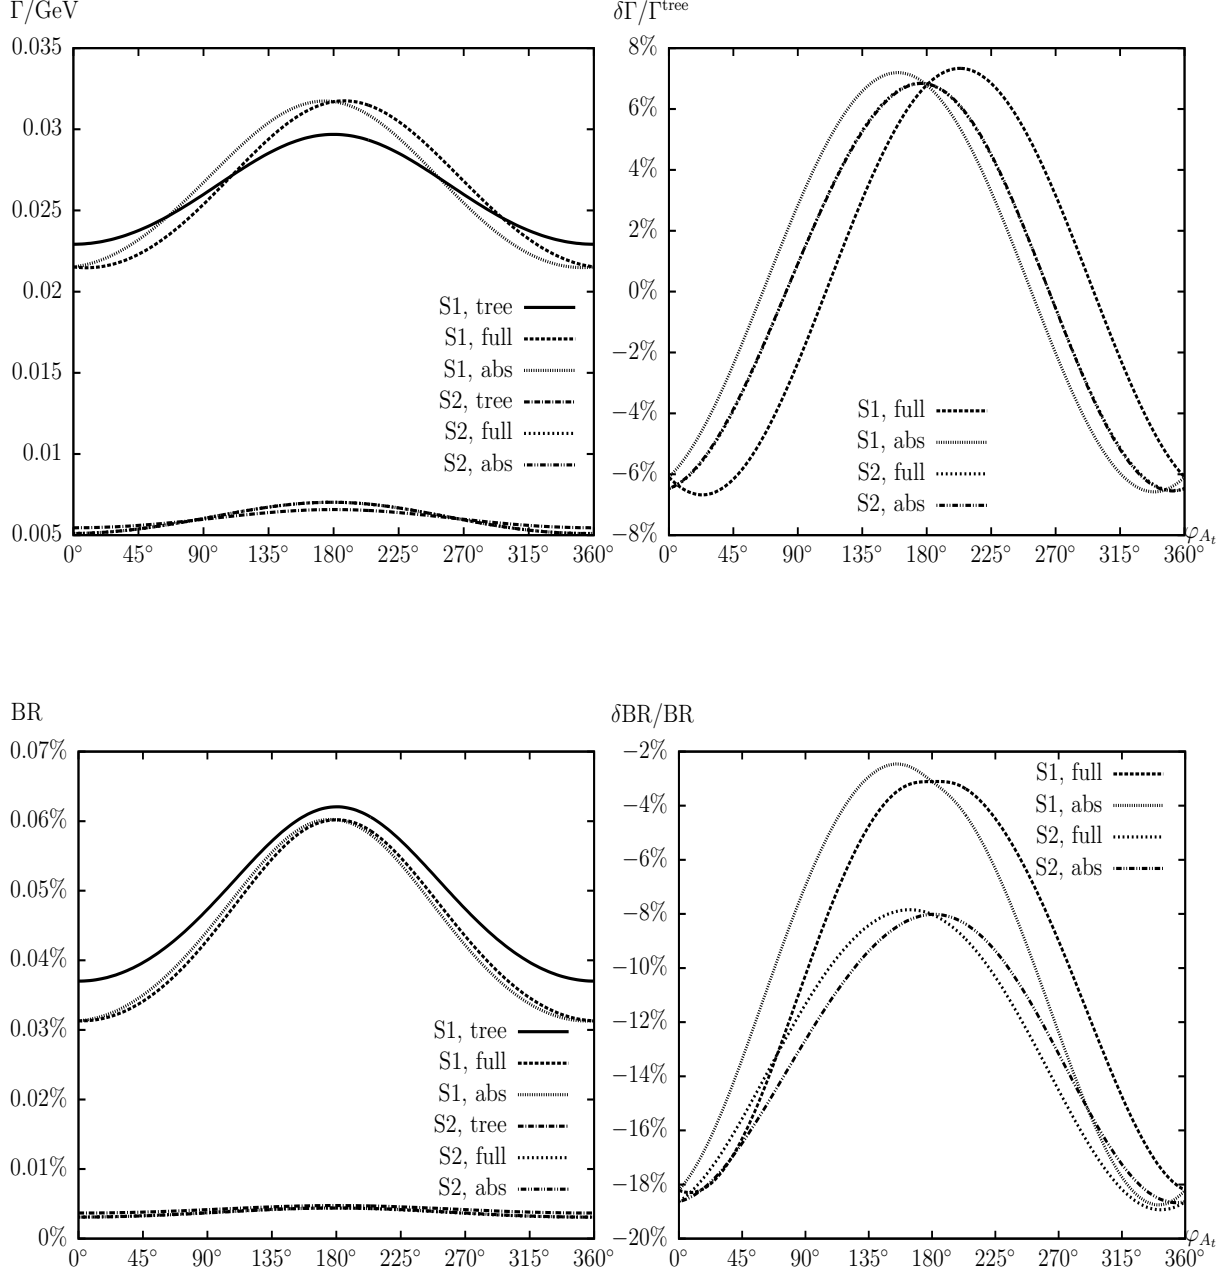 Γ/GeV
0.035
0.03
0.025
0.02
0.015
0.01
0.005
0 45° 90° 135° 180° 225° 270° 315° 360°
S1, tree
S1, full
S1, abs
S2, tree
S2, full
S2, abs
δΓ/Γ^tree
8%
6%
4%
2%
0%
−2%
−4%
−6%
−8%
0 45° 90° 135° 180° 225° 270° 315° 360° φ_{A_t}
S1, full
S1, abs
S2, full
S2, abs
BR
0.07%
0.06%
0.05%
0.04%
0.03%
0.02%
0.01%
0%
0° 45° 90° 135° 180° 225° 270° 315° 360°
S1, tree
S1, full
S1, abs
S2, tree
S2, full
S2, abs
δBR/BR
−2%
−4%
−6%
−8%
−10%
−12%
−14%
−16%
−18%
−20%
0° 45° 90° 135° 180° 225° 270° 315° 360° φ_{A_t}
S1, full
S1, abs
S2, full
S2, abs